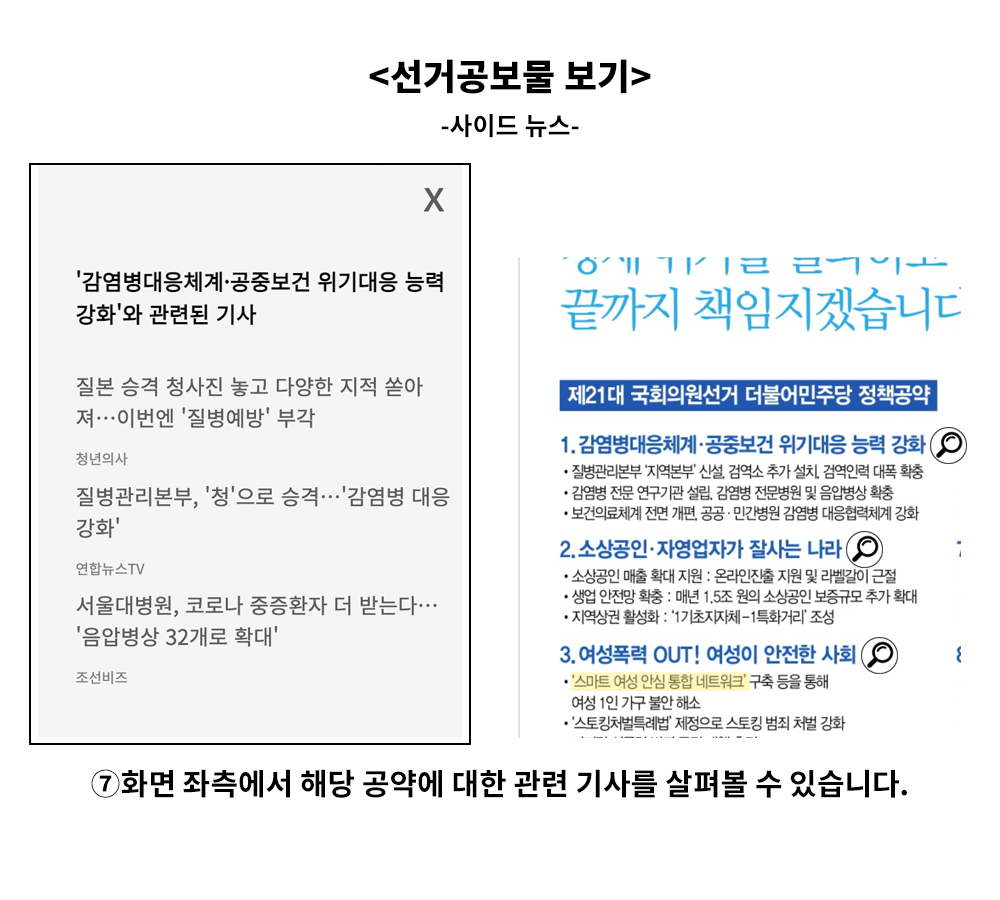 <선거공보물 보기>
-사이드 뉴스-
X
'감염병대응체계·공중보건 위기대응 능력
강화'와 관련된 기사
질본 승격 청사진 놓고 다양한 지적 쏟아
져…이번엔 '질병예방' 부각
청년의사
질병관리본부, '청'으로 승격…'감염병 대응
강화'
연합뉴스TV
서울대병원, 코로나 중증환자 더 받는다…
'음압병상 32개로 확대'
조선비즈
끝까지 책임지겠습니다
제21대 국회의원선거 더불어민주당 정책공약
1. 감염병대응체계·공중보건 위기대응 능력 강화
• 질병관리본부 '지역본부' 신설, 검역소 추가 설치, 검역인력 대폭 확충
• 감염병 전문 연구기관 설립, 감염병 전문병원 및 음압병상 확충
• 보건의료체계 전면 개편, 공공·민간병원 감염병 대응협력체계 강화
2. 소상공인·자영업자가 잘사는 나라
• 소상공인 매출 확대 지원 : 온라인진출 지원 및 라벨갈이 근절
• 생업 안전망 확충 : 매년 1.5조 원의 소상공인 보증규모 추가 확대
• 지역상권 활성화 : '1기초지자체-1특화거리' 조성
3. 여성폭력 OUT! 여성이 안전한 사회
• '스마트 여성 안심 통합 네트워크' 구축 등을 통해
여성 1인 가구 불안 해소
• '스토킹처벌특례법' 제정으로 스토킹 범죄 처벌 강화
⑦화면 좌측에서 해당 공약에 대한 관련 기사를 살펴볼 수 있습니다.